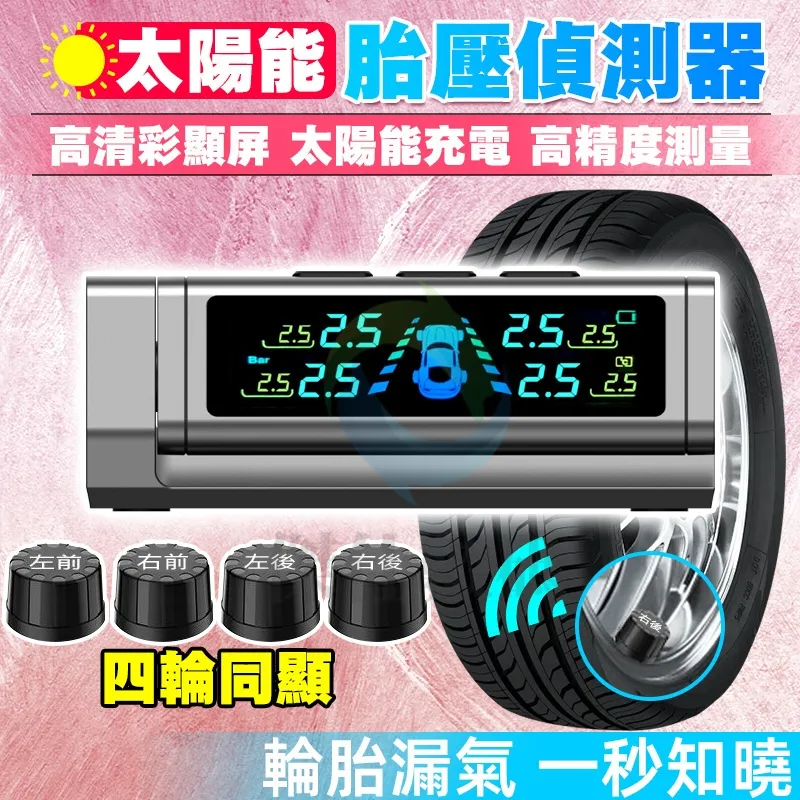 太陽能 胎壓偵測器
高清彩顯屏 太陽能充電 高精度測量
2.5 2.5 2.5 2.5
Bar
2.5 2.5 2.5 2.5
左前 右前 左後 右後
右後
四輪同顯
輪胎漏氣 一秒知曉